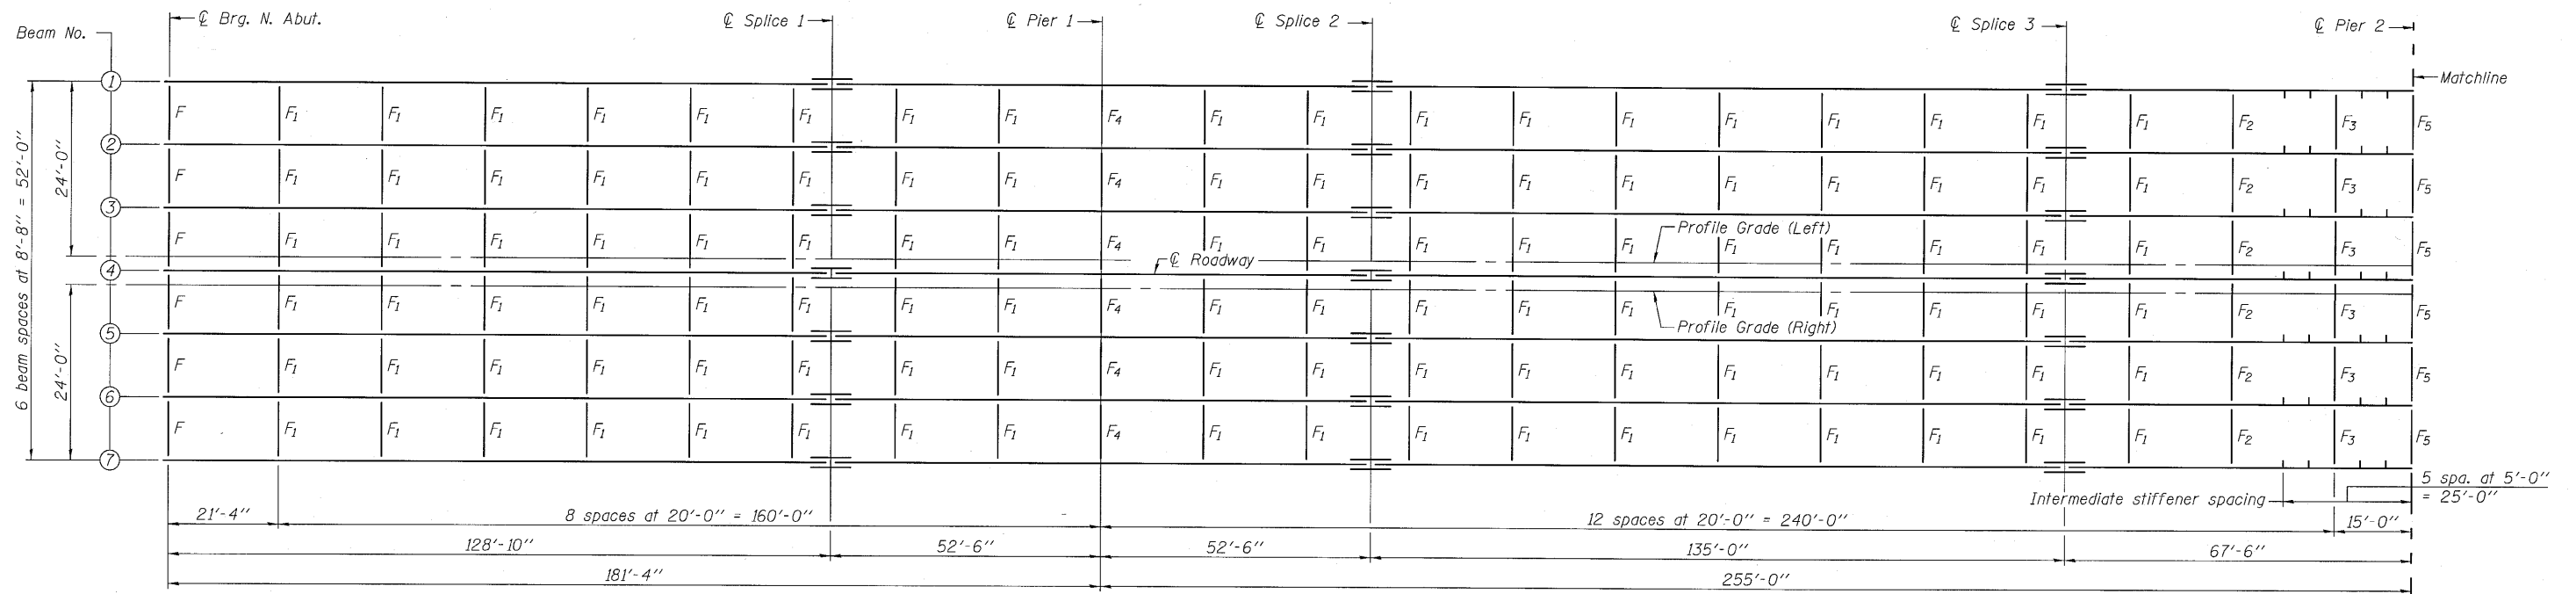 ℄ Brg. N. Abut.
℄ Splice 1
℄ Pier 1
℄ Splice 2
℄ Splice 3
℄ Pier 2
Beam No.
Matchline
1
F F1 F1 F1 F1 F1 F1 F1 F1 F4 F1 F1 F1 F1 F1 F1 F1 F1 F1 F1 F2 F3 F5
2
F F1 F1 F1 F1 F1 F1 F1 F1 F4 F1 F1 F1 F1 F1 F1 F1 F1 F1 F1 F2 F3 F5
3
Profile Grade (Left)
F F1 F1 F1 F1 F1 F1 F1 F1 F4 F1 F1 F1 F1 F1 F1 F1 F1 F1 F1 F2 F3 F5
℄ Roadway
4
F F1 F1 F1 F1 F1 F1 F1 F1 F4 F1 F1 F1 F1 F1 F1 F1 F1 F1 F1 F2 F3 F5
Profile Grade (Right)
5
F F1 F1 F1 F1 F1 F1 F1 F1 F4 F1 F1 F1 F1 F1 F1 F1 F1 F1 F1 F2 F3 F5
6
F F1 F1 F1 F1 F1 F1 F1 F1 F4 F1 F1 F1 F1 F1 F1 F1 F1 F1 F1 F2 F3 F5
7
6 beam spaces at 8'-8" = 52'-0"
24'-0"
24'-0"
5 spa. at 5'-0"
= 25'-0"
Intermediate stiffener spacing
21'-4"
8 spaces at 20'-0" = 160'-0"
12 spaces at 20'-0" = 240'-0"
15'-0"
128'-10"
52'-6"
52'-6"
135'-0"
67'-6"
181'-4"
255'-0"